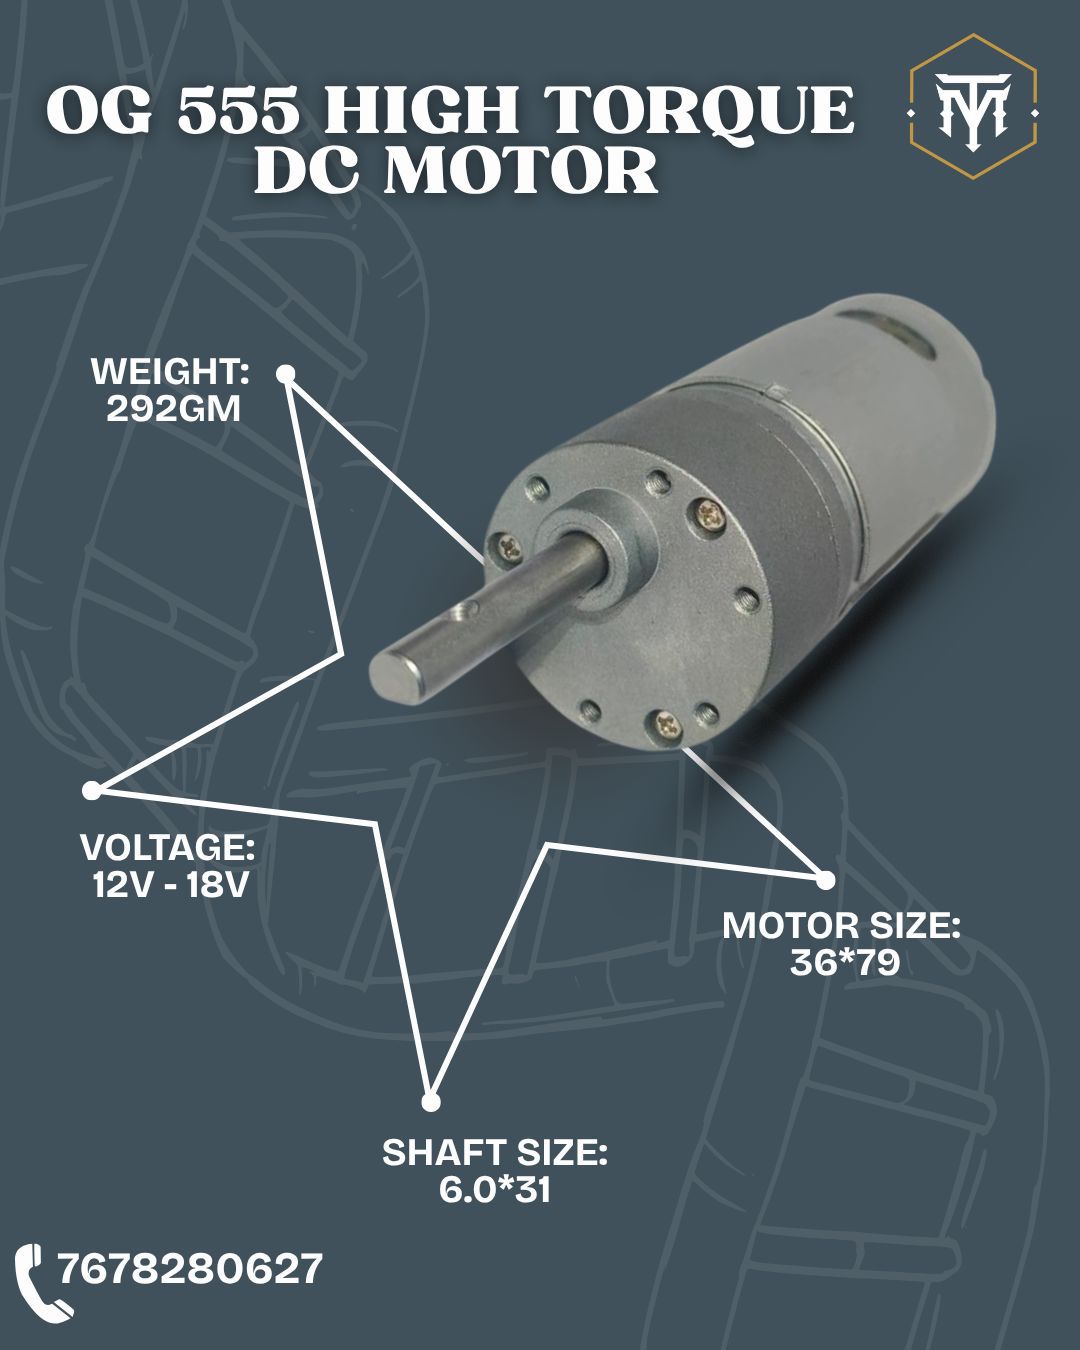 OG 555 HIGH TORQUE
DC MOTOR
WEIGHT:
292GM
VOLTAGE:
12V - 18V
MOTOR SIZE:
36*79
SHAFT SIZE:
6.0*31
7678280627